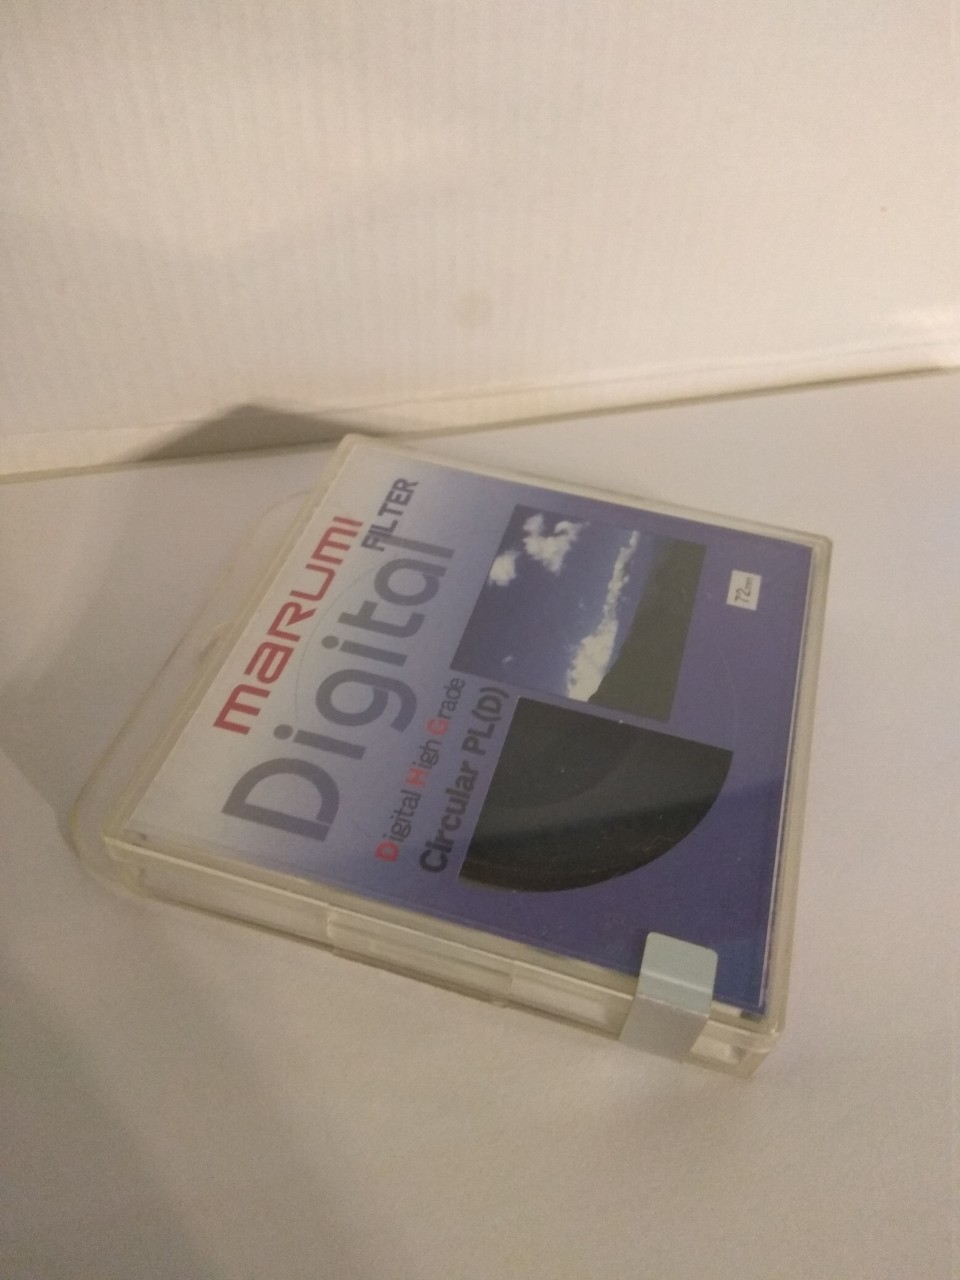 marumi
FILTER
Digital
Digital High Grade
Circular PL(D)
72mm